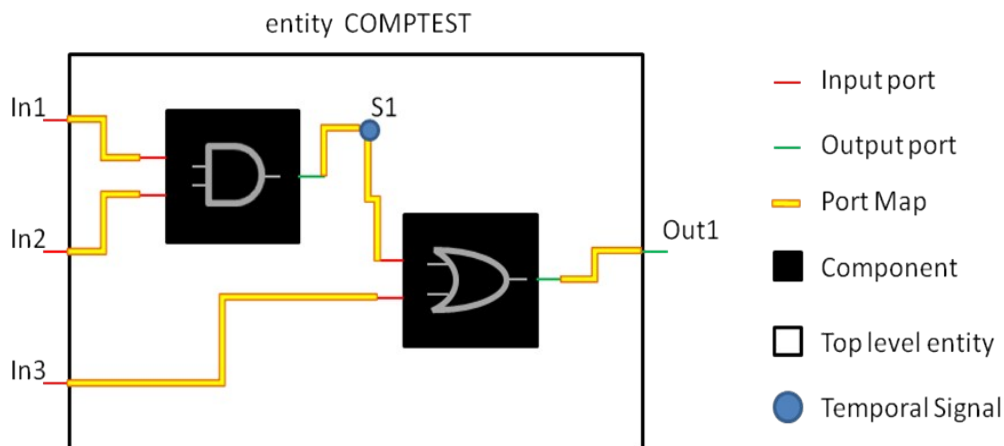 entity COMPTEST
In1
In2
In3
S1
Out1
Input port
Output port
Port Map
Component
Top level entity
Temporal Signal